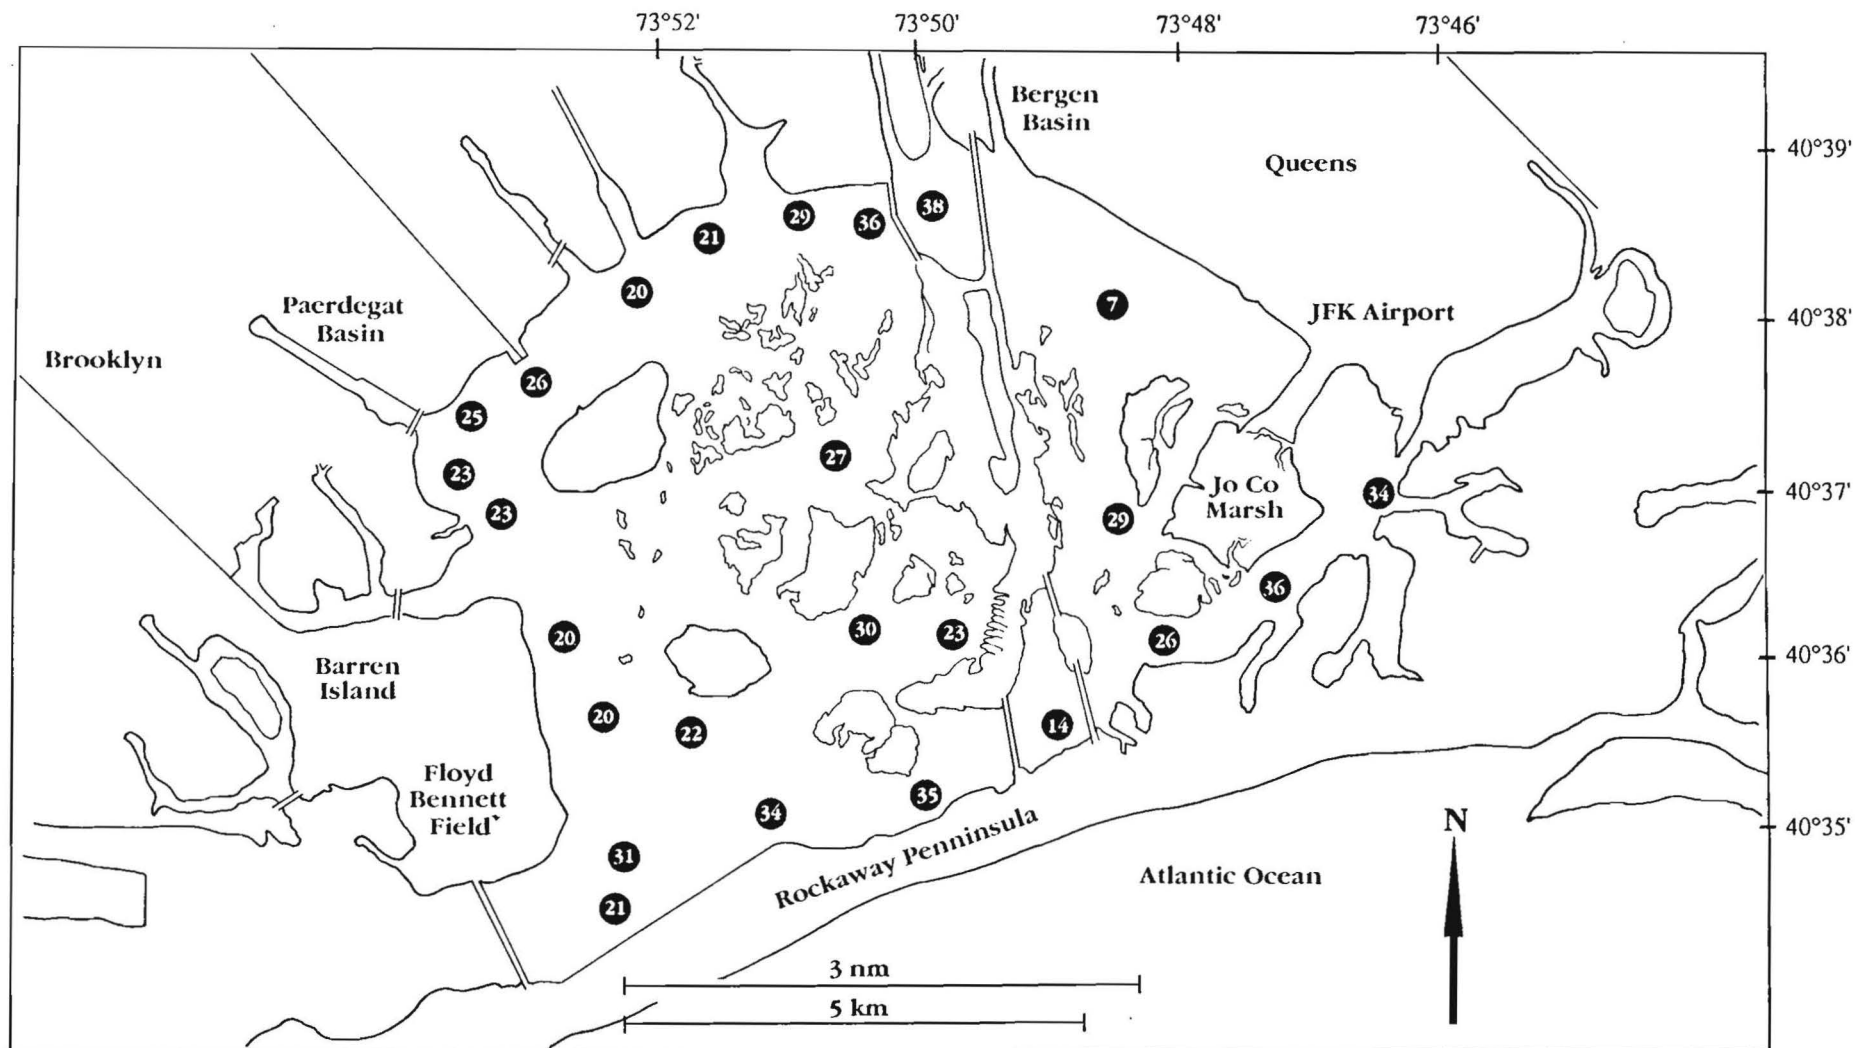 73°52'
73°50'
73°48'
73°46'
Bergen
Basin
40°39'
Queens
38
29
36
21
20
7
Paerdegat
Basin
JFK Airport
40°38'
Brooklyn
26
25
27
23
23
Jo Co
Marsh
34
40°37'
29
36
20
30
23
26
40°36'
Barren
Island
20
22
14
Floyd
Bennett
Field
35
34
N
40°35'
31
Rockaway Penninsula
Atlantic Ocean
21
3 nm
5 km